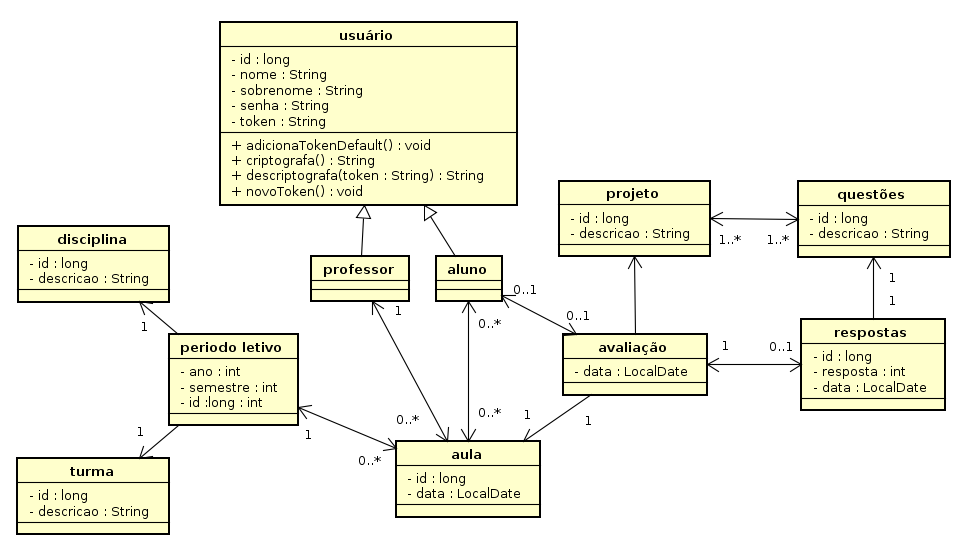 usuário
- id : long
- nome : String
- sobrenome : String
- senha : String
- token : String
+ adicionaTokenDefault() : void
+ criptografa() : String
+ descriptografa(token : String) : String
+ novoToken() : void
projeto
- id : long
- descricao : String
questões
- id : long
- descricao : String
1..*
1..*
disciplina
- id : long
- descricao : String
professor
aluno
1
0..1
0..1
0..*
1
1
1
periodo letivo
- ano : int
- semestre : int
- id :long : int
avaliação
- data : LocalDate
1
0..1
respostas
- id : long
- resposta : int
- data : LocalDate
1
1
0..*
0..*
0..*
1
1
turma
- id : long
- descricao : String
aula
- id : long
- data : LocalDate